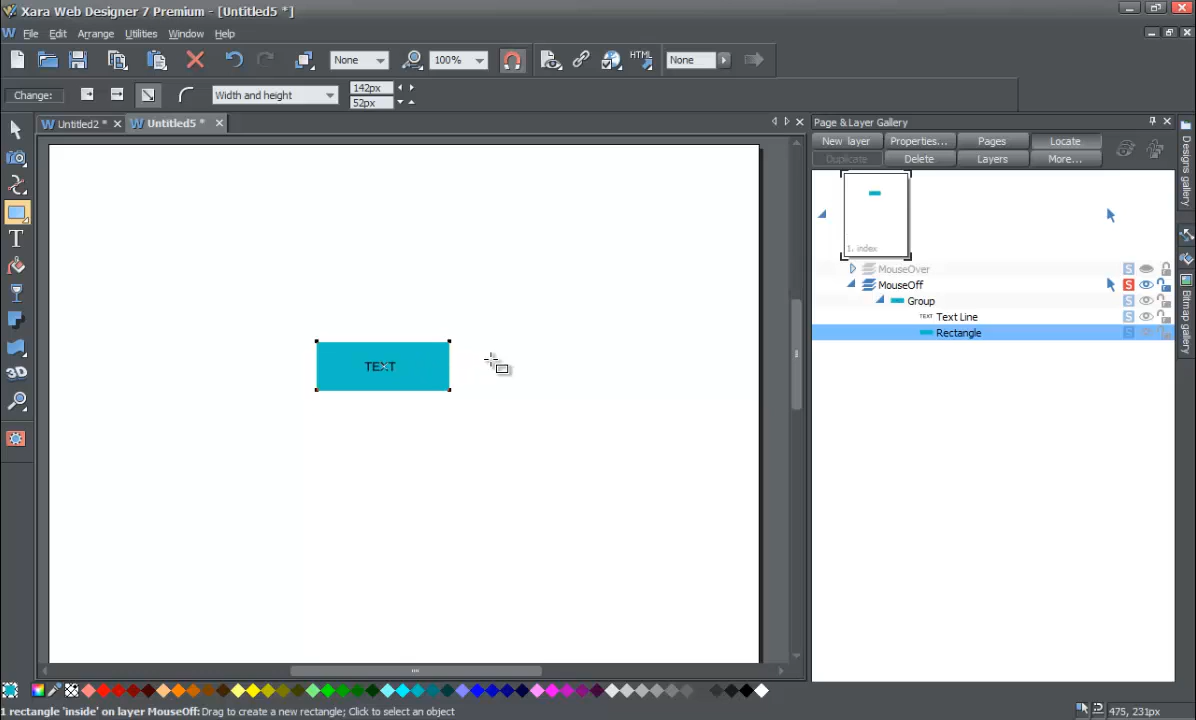 Xara Web Designer 7 Premium - [Untitled5 *]
File Edit Arrange Utilities Window Help
None 100% HTML None
Change: Width and height 142px
52px
Untitled2 * Untitled5 *
Page & Layer Gallery
New layer Properties... Pages Locate
Duplicate Delete Layers More...
1. index
MouseOver S
MouseOff S
Group S
TEXT Text Line S
Rectangle S
TEXT
T
3D
Designs gallery
Bitmap gallery
1 rectangle 'inside' on layer MouseOff: Drag to create a new rectangle; Click to select an object 475, 231px